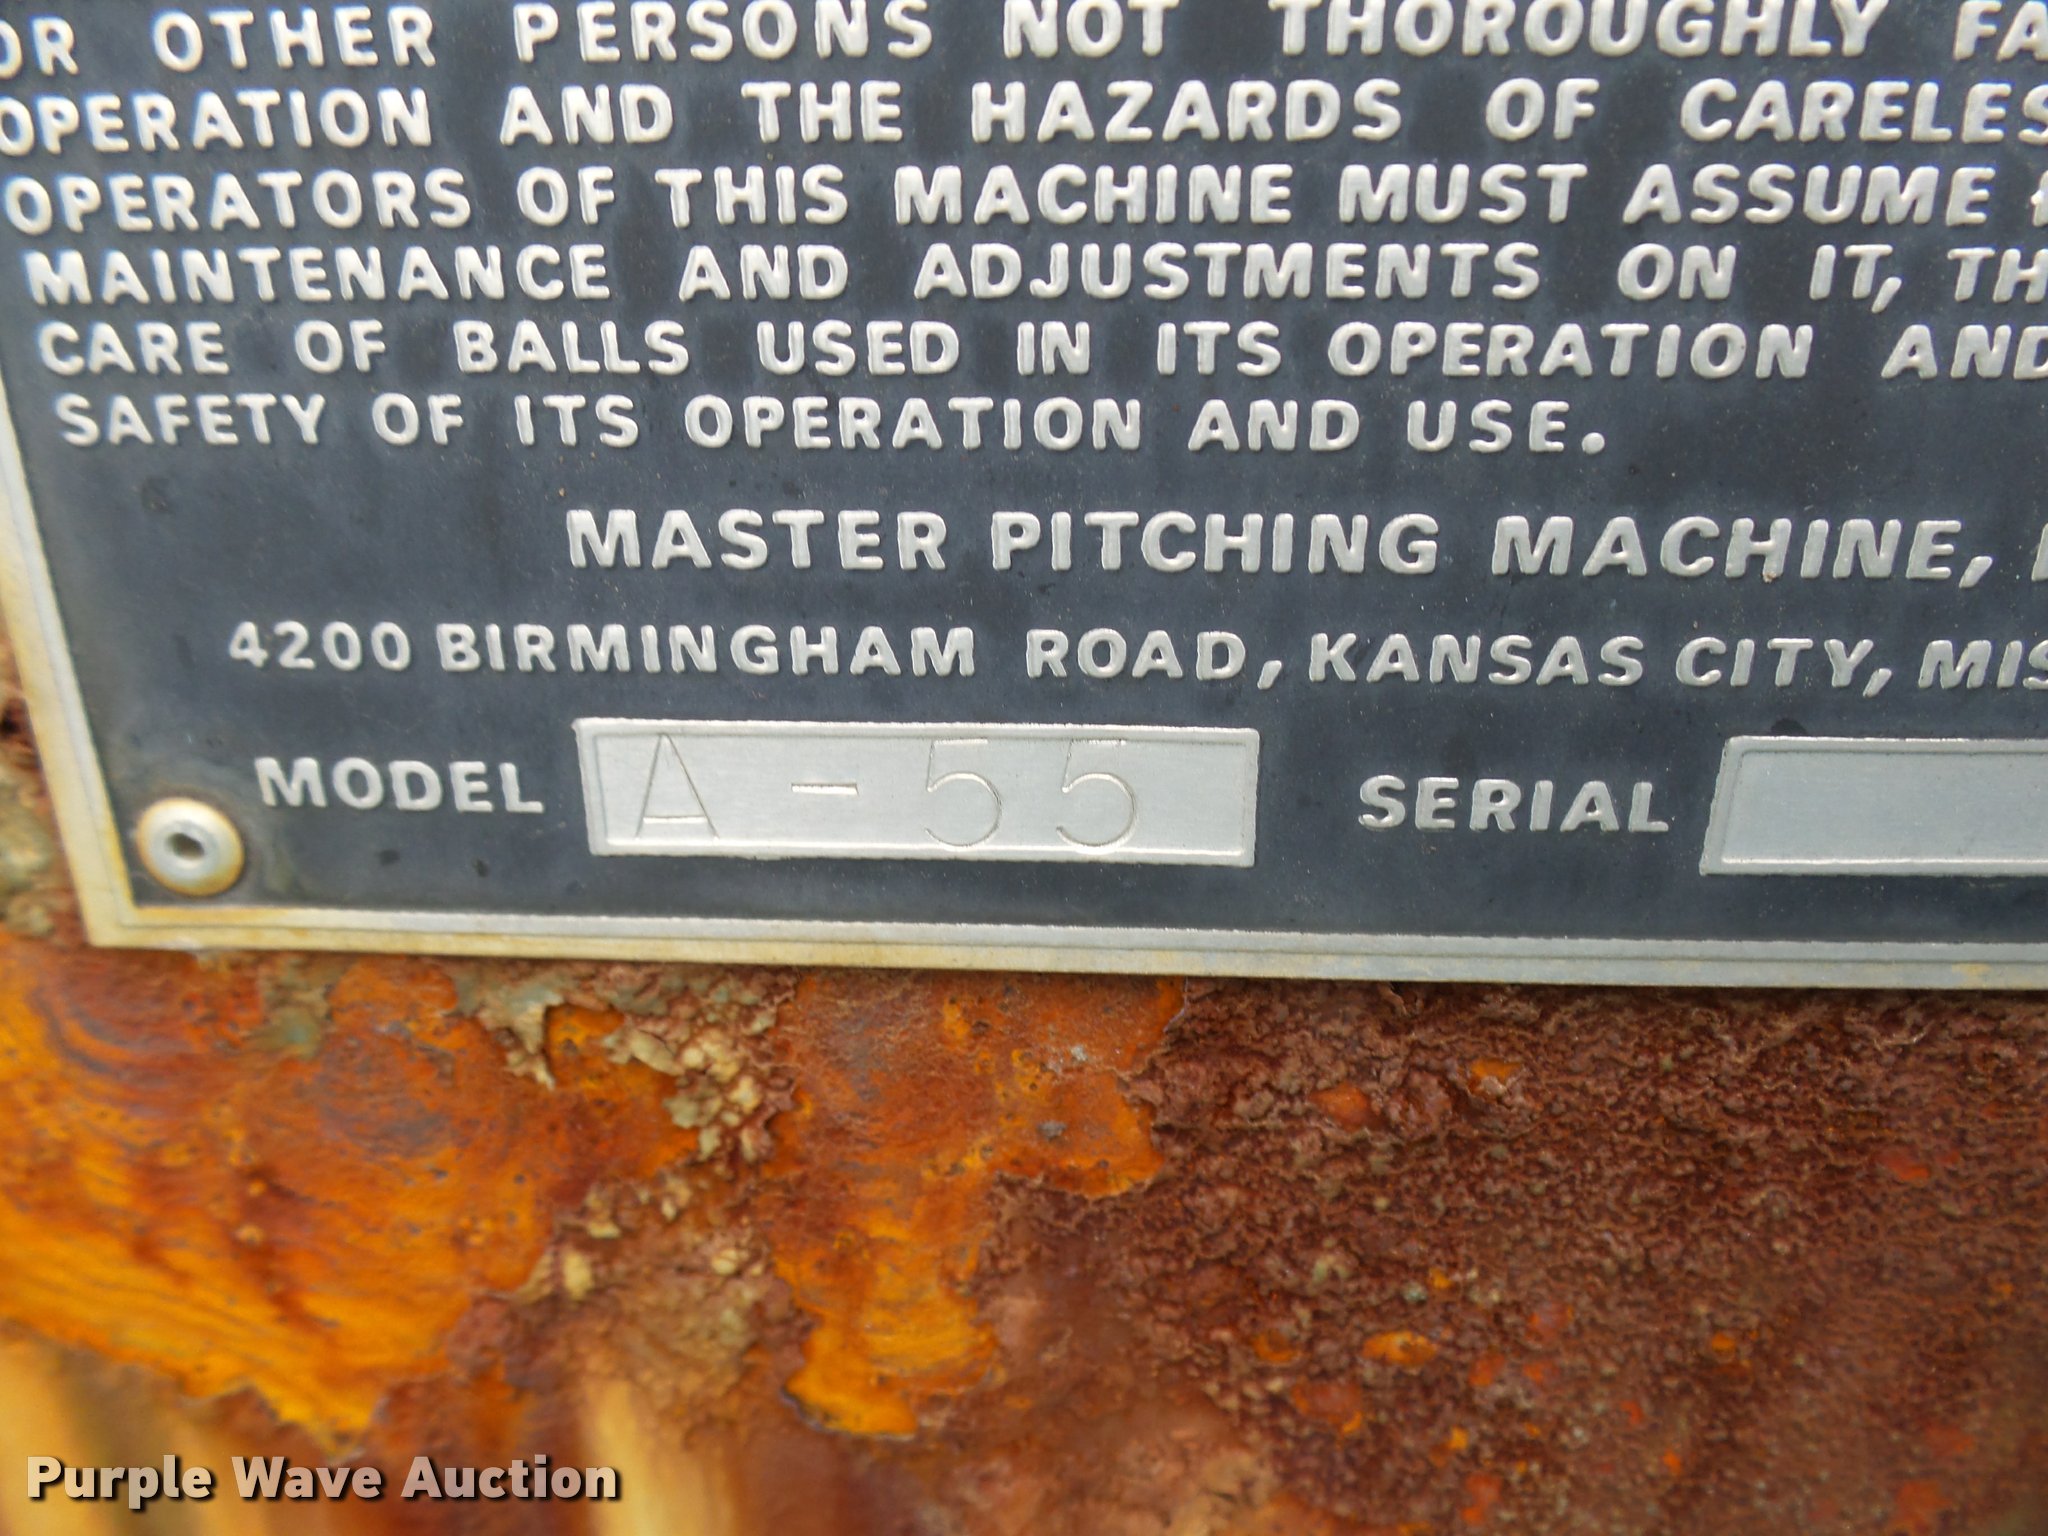 OR OTHER PERSONS NOT THOROUGHLY FA
OPERATION AND THE HAZARDS OF CARELES
OPERATORS OF THIS MACHINE MUST ASSUME
MAINTENANCE AND ADJUSTMENTS ON IT, TH
CARE OF BALLS USED IN ITS OPERATION AND
SAFETY OF ITS OPERATION AND USE.
MASTER PITCHING MACHINE,
4200 BIRMINGHAM ROAD, KANSAS CITY, MIS
MODEL A-55 SERIAL
Purple Wave Auction